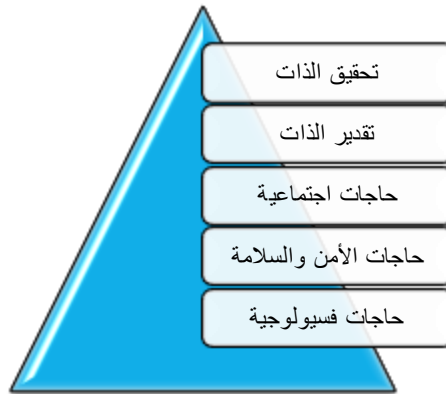 تحقيق الذات
تقدير الذات
حاجات اجتماعية
حاجات الأمن والسلامة
حاجات فسيولوجية